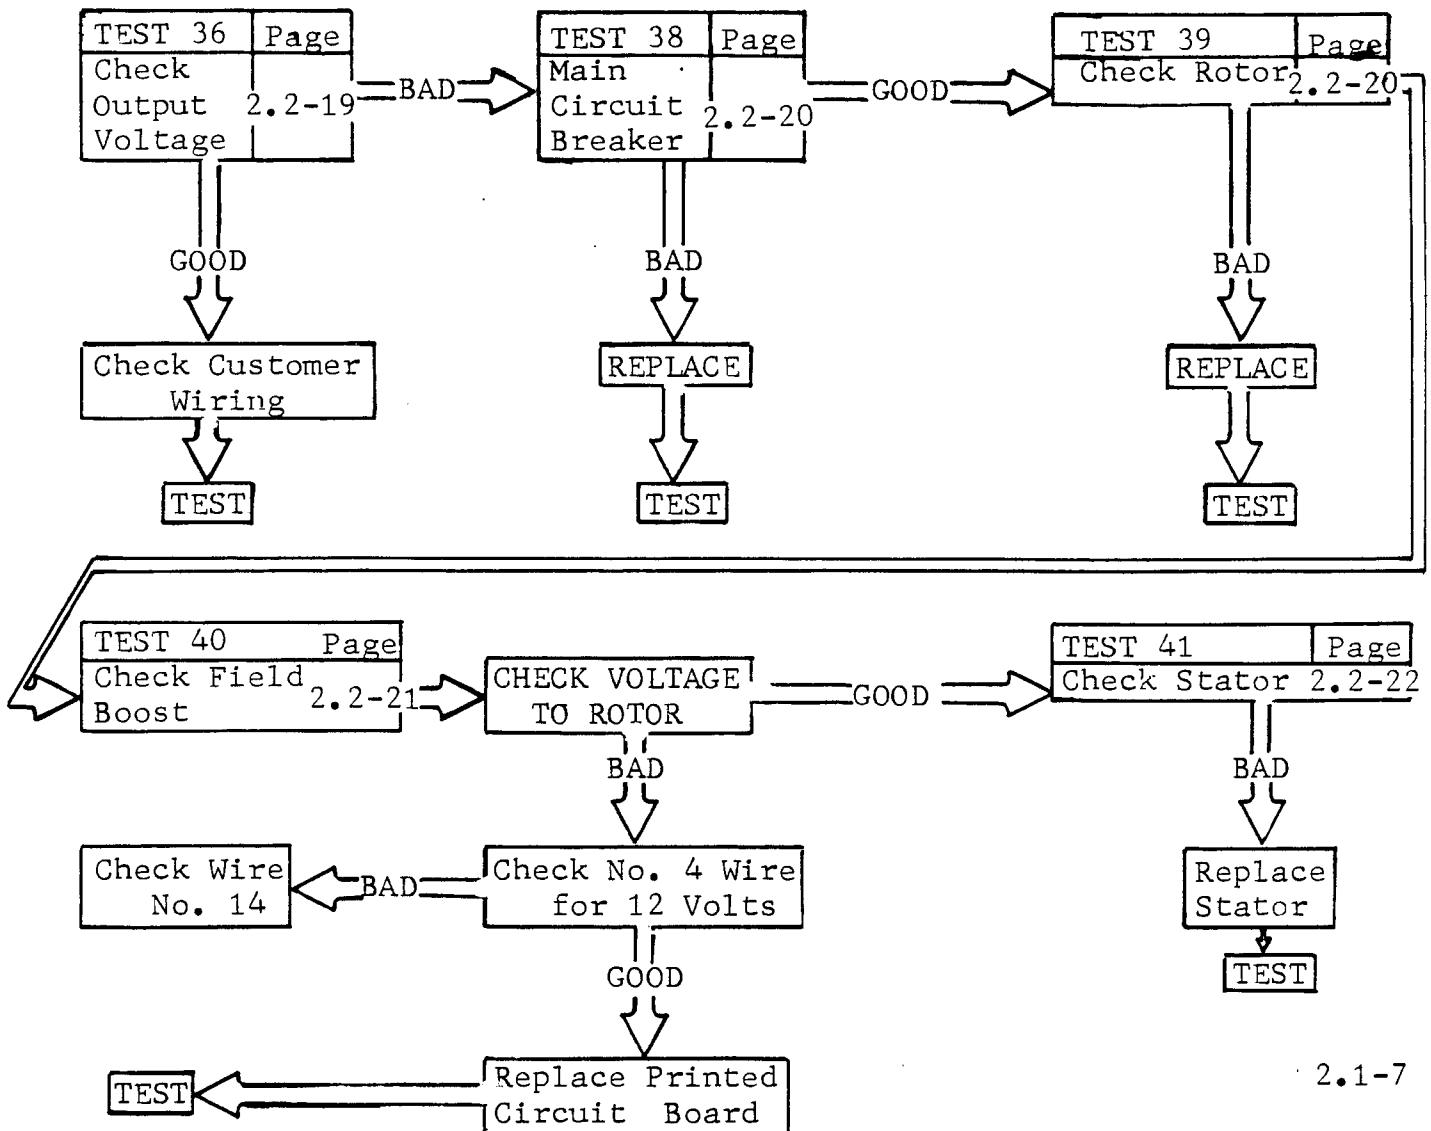 TEST 36 Page
Check
Output 2.2-19
Voltage
BAD
TEST 38 Page
Main
Circuit 2.2-20
Breaker
GOOD
TEST 39 Page
Check Rotor 2.2-20
GOOD
BAD
BAD
Check Customer
Wiring
REPLACE
REPLACE
TEST
TEST
TEST
TEST 40 Page
Check Field 2.2-21
Boost
CHECK VOLTAGE
TO ROTOR
GOOD
TEST 41 Page
Check Stator 2.2-22
BAD
BAD
Check Wire
No. 14
BAD
Check No. 4 Wire
for 12 Volts
Replace
Stator
GOOD
TEST
TEST
Replace Printed
Circuit Board
2.1-7